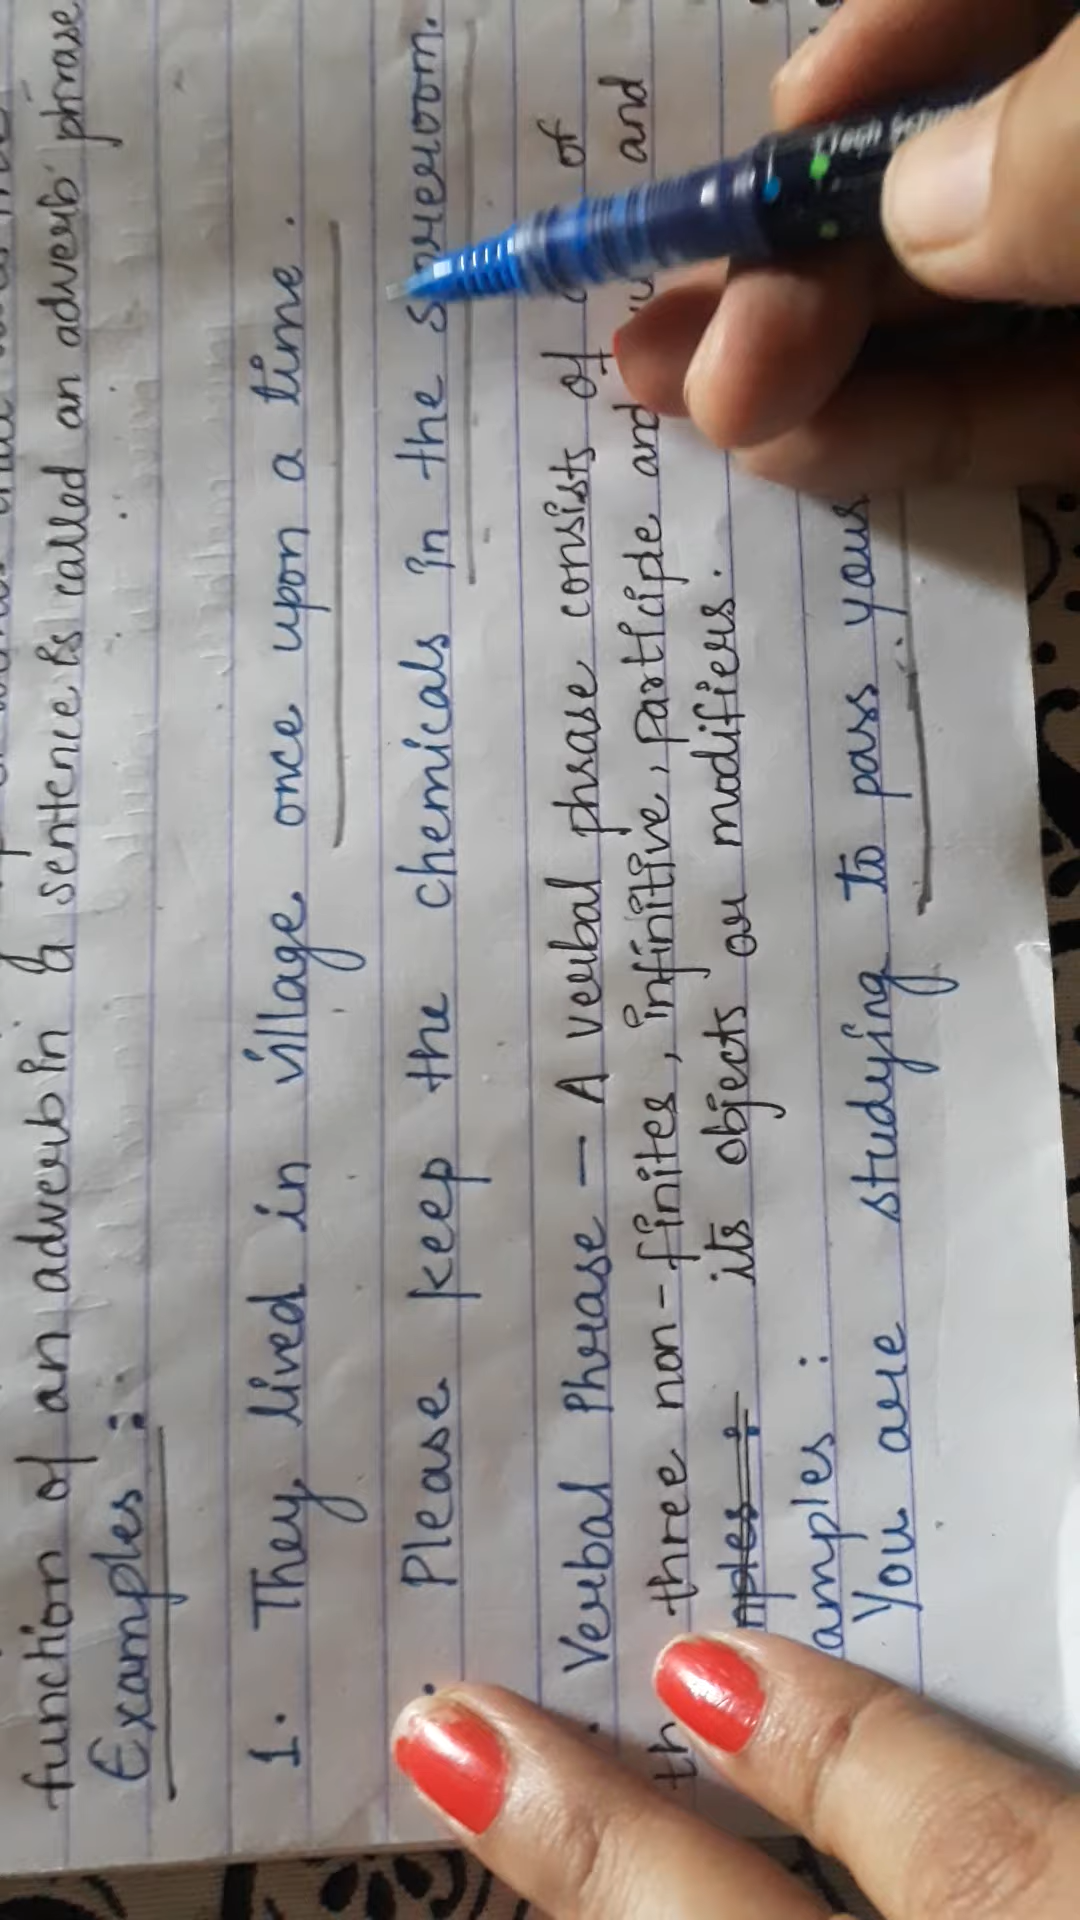 function of an adverb in a sentence is called an adverb phrase
Examples :
1. They lived in village once upon a time.
Please keep the chemicals in the
Verbal Phrase – A verbal phrase consists of of
three non-finites, infinitive, participle and and
its objects or modifiers.
amples :
You are studying to pass your